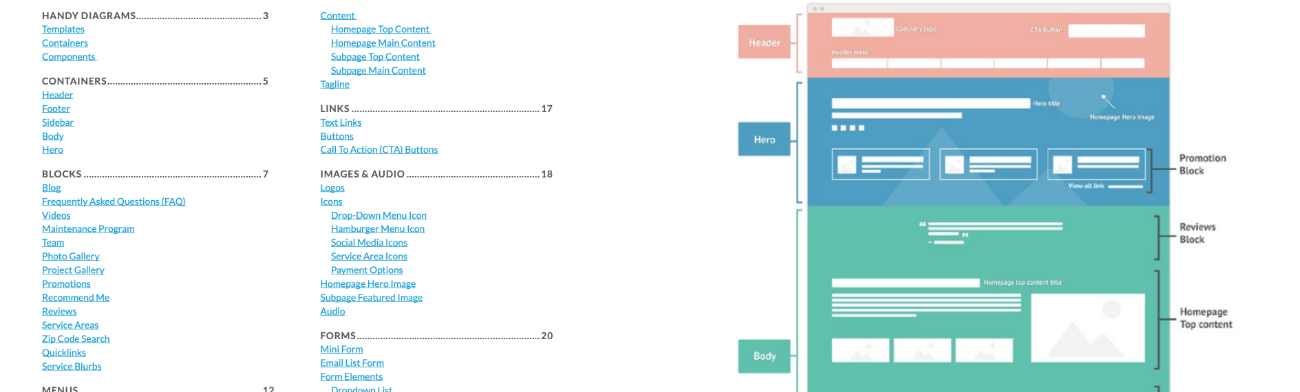 HANDY DIAGRAMS 3
Templates
Containers
Components
CONTAINERS 5
Header
Footer
Sidebar
Body
Hero
BLOCKS 7
Blog
Frequently Asked Questions (FAQ)
Videos
Maintenance Program
Team
Photo Gallery
Project Gallery
Promotions
Recommend Me
Reviews
Service Areas
Zip Code Search
Quicklinks
Service Blurbs
MENUS 12
Content
Homepage Top Content
Homepage Main Content
Subpage Top Content
Subpage Main Content
Tagline
LINKS 17
Text Links
Buttons
Call To Action (CTA) Buttons
IMAGES & AUDIO 18
Logos
Icons
Drop-Down Menu Icon
Hamburger Menu Icon
Social Media Icons
Service Area Icons
Payment Options
Homepage Hero Image
Subpage Featured Image
Audio
FORMS 20
Mini Form
Email List Form
Form Elements
Dropdown List
Header
Company logo
CTA Button
Header menu
Hero
Hero title
Homepage Hero Image
Promotion
Block
View-all link
Reviews
Block
Homepage top content title
Homepage
Top content
Body